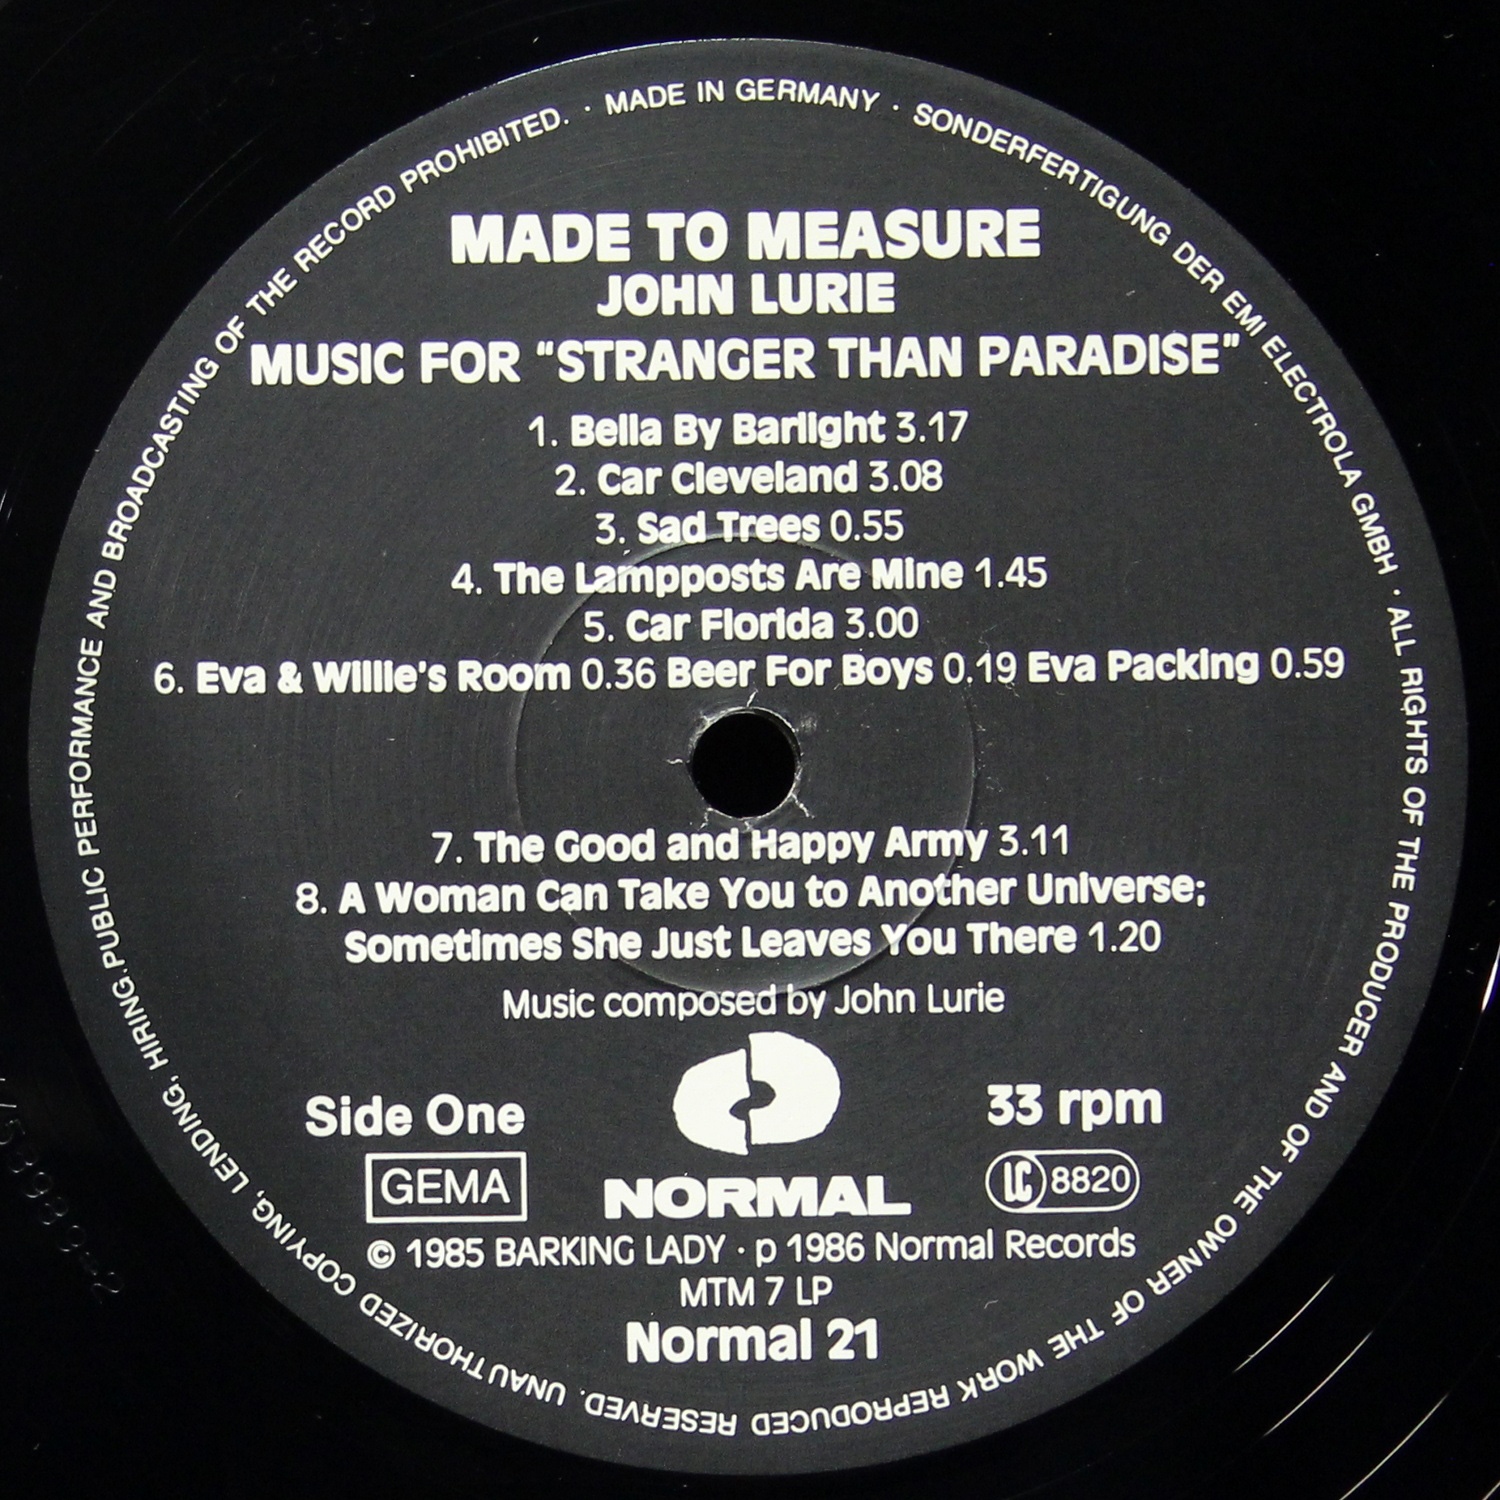 MADE IN GERMANY · SONDERFERTIGUNG DER EMI ELECTROLA GMBH · ALL RIGHTS OF THE PRODUCER AND OF THE OWNER OF THE WORK REPRODUCED RESERVED. UNAUTHORIZED COPYING, LENDING, HIRING. PUBLIC PERFORMANCE AND BROADCASTING OF THE RECORD PROHIBITED. ·
MADE TO MEASURE
JOHN LURIE
MUSIC FOR “STRANGER THAN PARADISE”
1. Bella By Barlight 3.17
2. Car Cleveland 3.08
3. Sad Trees 0.55
4. The Lampposts Are Mine 1.45
5. Car Florida 3.00
6. Eva & Willie's Room 0.36 Beer For Boys 0.19 Eva Packing 0.59
7. The Good and Happy Army 3.11
8. A Woman Can Take You to Another Universe;
Sometimes She Just Leaves You There 1.20
Music composed by John Lurie
Side One 33 rpm
GEMA NORMAL LC 8820
© 1985 BARKING LADY · p 1986 Normal Records
MTM 7 LP
Normal 21